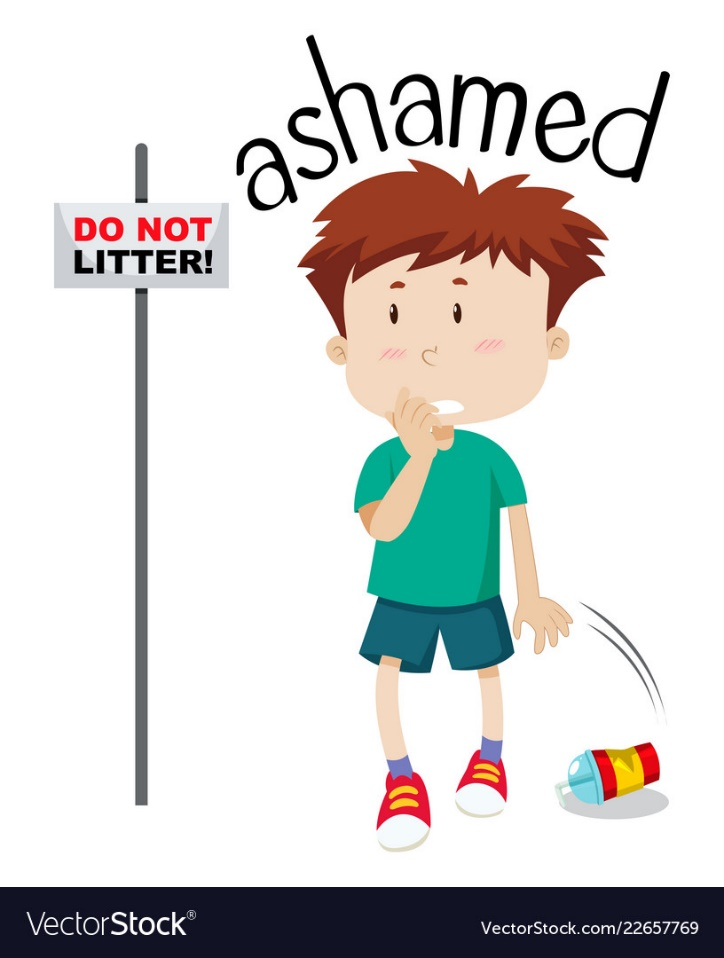 ashamed
DO NOT
LITTER!
VectorStock®
VectorStock.com/22657769